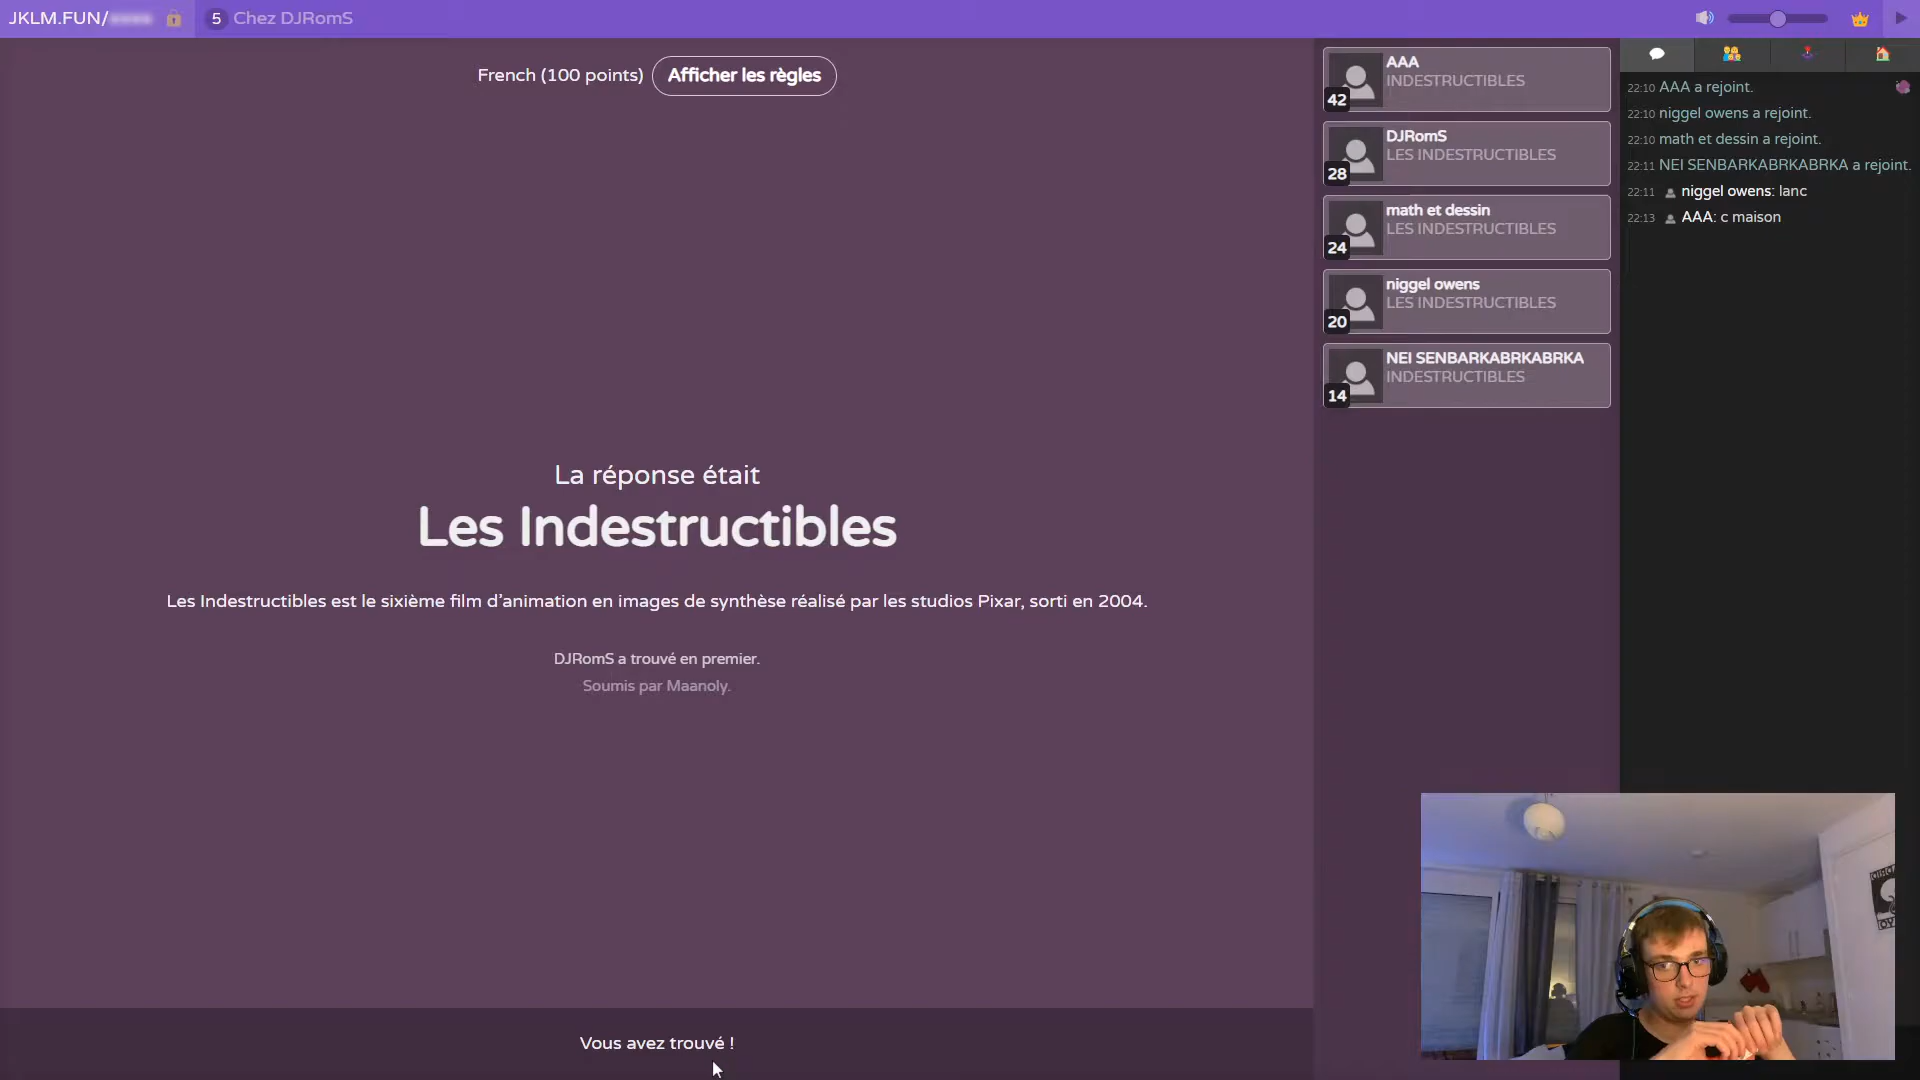 JKLM.FUN/
5 Chez DJRomS
French (100 points) Afficher les règles
La réponse était
Les Indestructibles
Les Indestructibles est le sixième film d'animation en images de synthèse réalisé par les studios Pixar, sorti en 2004.
DJRomS a trouvé en premier.
Soumis par Maanoly.
Vous avez trouvé !
AAA
INDESTRUCTIBLES
42
DJRomS
LES INDESTRUCTIBLES
28
math et dessin
LES INDESTRUCTIBLES
24
niggel owens
LES INDESTRUCTIBLES
20
NEI SENBARKABRKABRKA
INDESTRUCTIBLES
14
22:10 AAA a rejoint.
22:10 niggel owens a rejoint.
22:10 math et dessin a rejoint.
22:11 NEI SENBARKABRKABRKA a rejoint.
22:11 niggel owens: lanc
22:13 AAA: c maison